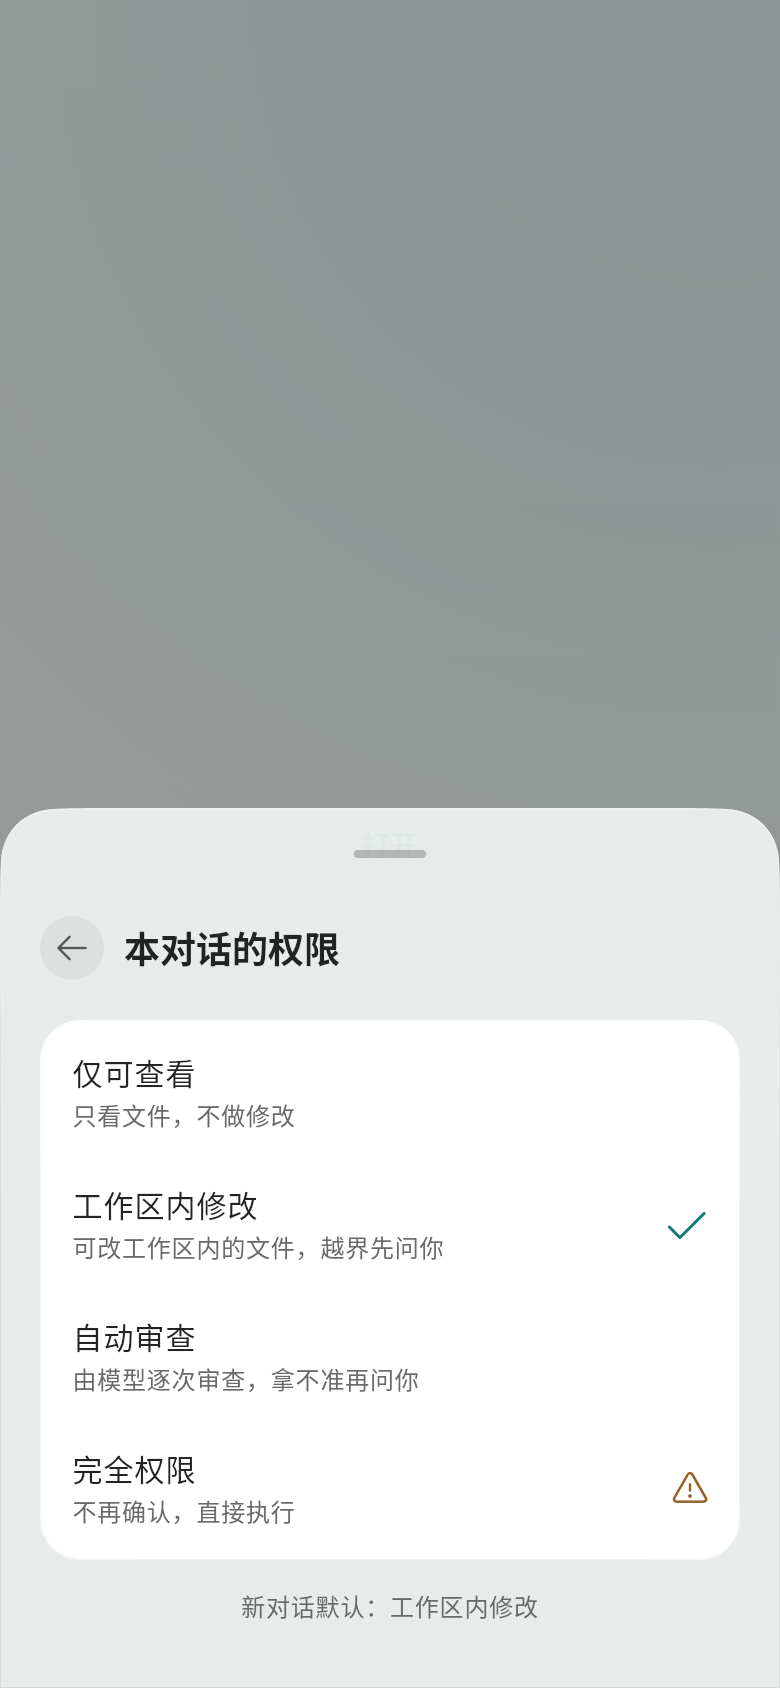 打开
本对话的权限
仅可查看
只看文件，不做修改
工作区内修改
可改工作区内的文件，越界先问你
自动审查
由模型逐次审查，拿不准再问你
完全权限
不再确认，直接执行
新对话默认：工作区内修改